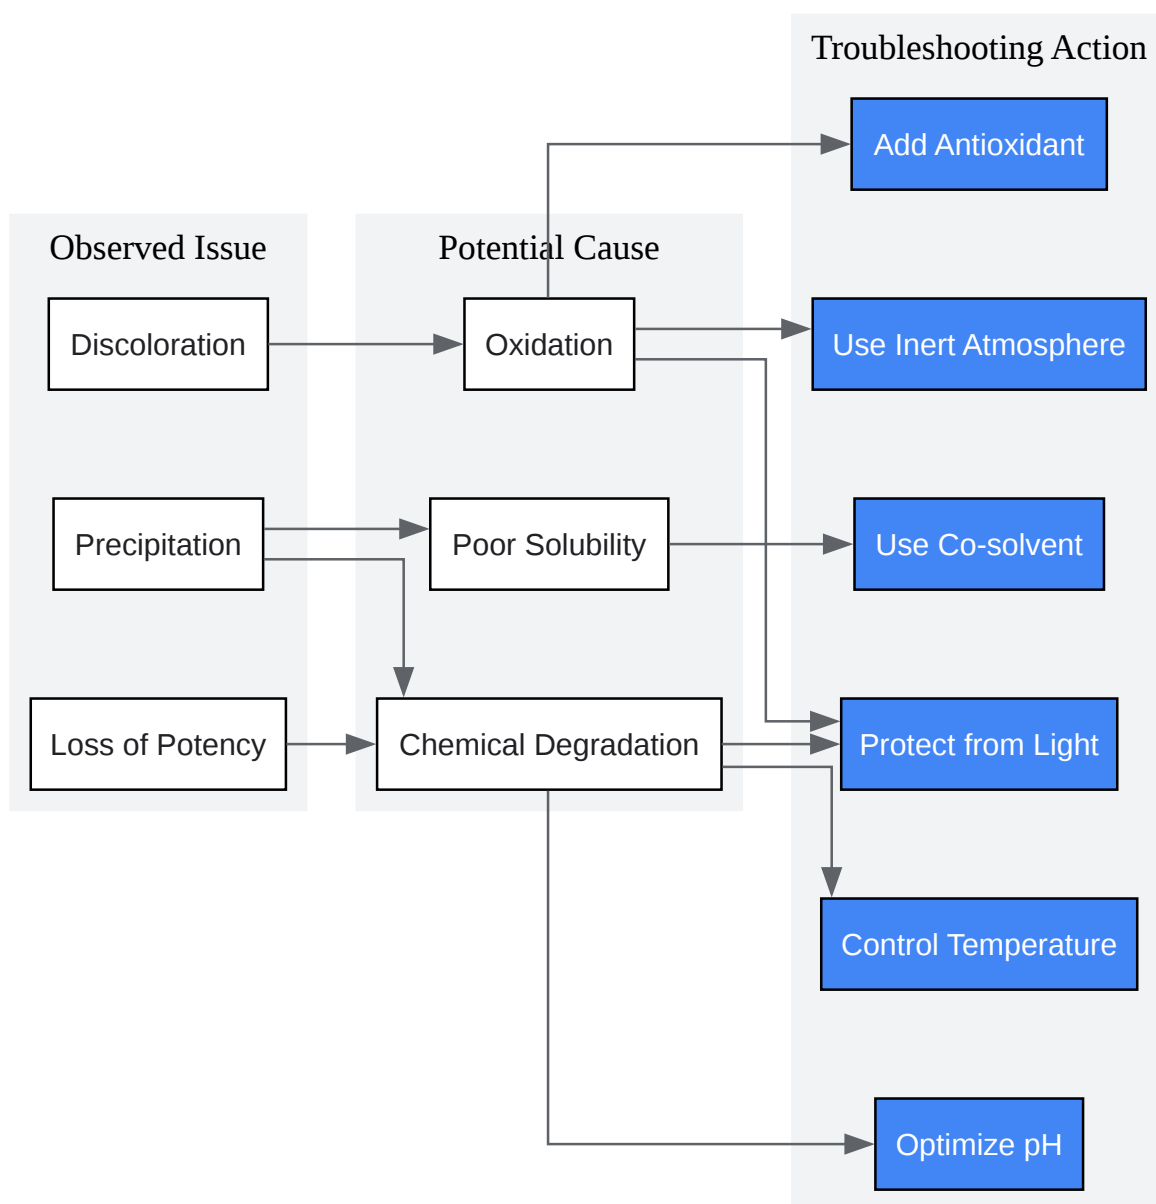 Troubleshooting Action
Add Antioxidant
Observed Issue
Potential Cause
Discoloration
Oxidation
Use Inert Atmosphere
Precipitation
Poor Solubility
Use Co-solvent
Loss of Potency
Chemical Degradation
Protect from Light
Control Temperature
Optimize pH